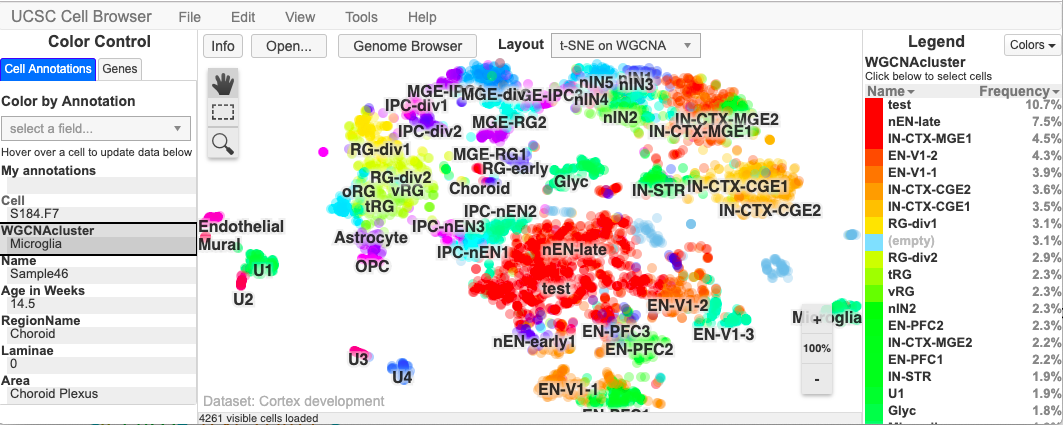 UCSC Cell Browser File Edit View Tools Help
Color Control
Cell Annotations Genes
Color by Annotation
select a field...
Hover over a cell to update data below
My annotations
Cell
S184.F7
WGCNAcluster
Microglia
Name
Sample46
Age in Weeks
14.5
RegionName
Choroid
Laminae
0
Area
Choroid Plexus
Info Open... Genome Browser Layout t-SNE on WGCNA
MGE-div
MGE-IPC
nIN5
nIN3
nIN4
nIN2
IPC-div1
IPC-div2
MGE-RG2
IN-CTX-MGE2
IN-CTX-MGE1
RG-div1
MGE-RG1
RG-early
RG-div2
Choroid
Glyc
oRG
vRG
tRG
IN-STR
IN-CTX-CGE1
IN-CTX-CGE2
IPC-nEN2
IPC-nEN3
IPC-nEN1
Endothelial
Mural
Astrocyte
OPC
nEN-late
U1
U2
test
EN-V1-2
Microglia
EN-PFC3
EN-V1-3
nEN-early1
EN-PFC2
U3
U4
EN-V1-1
EN-PFC1
+
100%
-
Dataset: Cortex development
4261 visible cells loaded
Legend Colors
WGCNAcluster
Click below to select cells
Name Frequency
test 10.7%
nEN-late 7.5%
IN-CTX-MGE1 4.5%
EN-V1-2 4.3%
EN-V1-1 3.9%
IN-CTX-CGE2 3.6%
IN-CTX-CGE1 3.5%
RG-div1 3.1%
(empty) 3.1%
RG-div2 2.9%
tRG 2.3%
vRG 2.3%
nIN2 2.3%
EN-PFC2 2.3%
IN-CTX-MGE2 2.2%
EN-PFC1 2.2%
IN-STR 1.9%
U1 1.9%
Glyc 1.8%